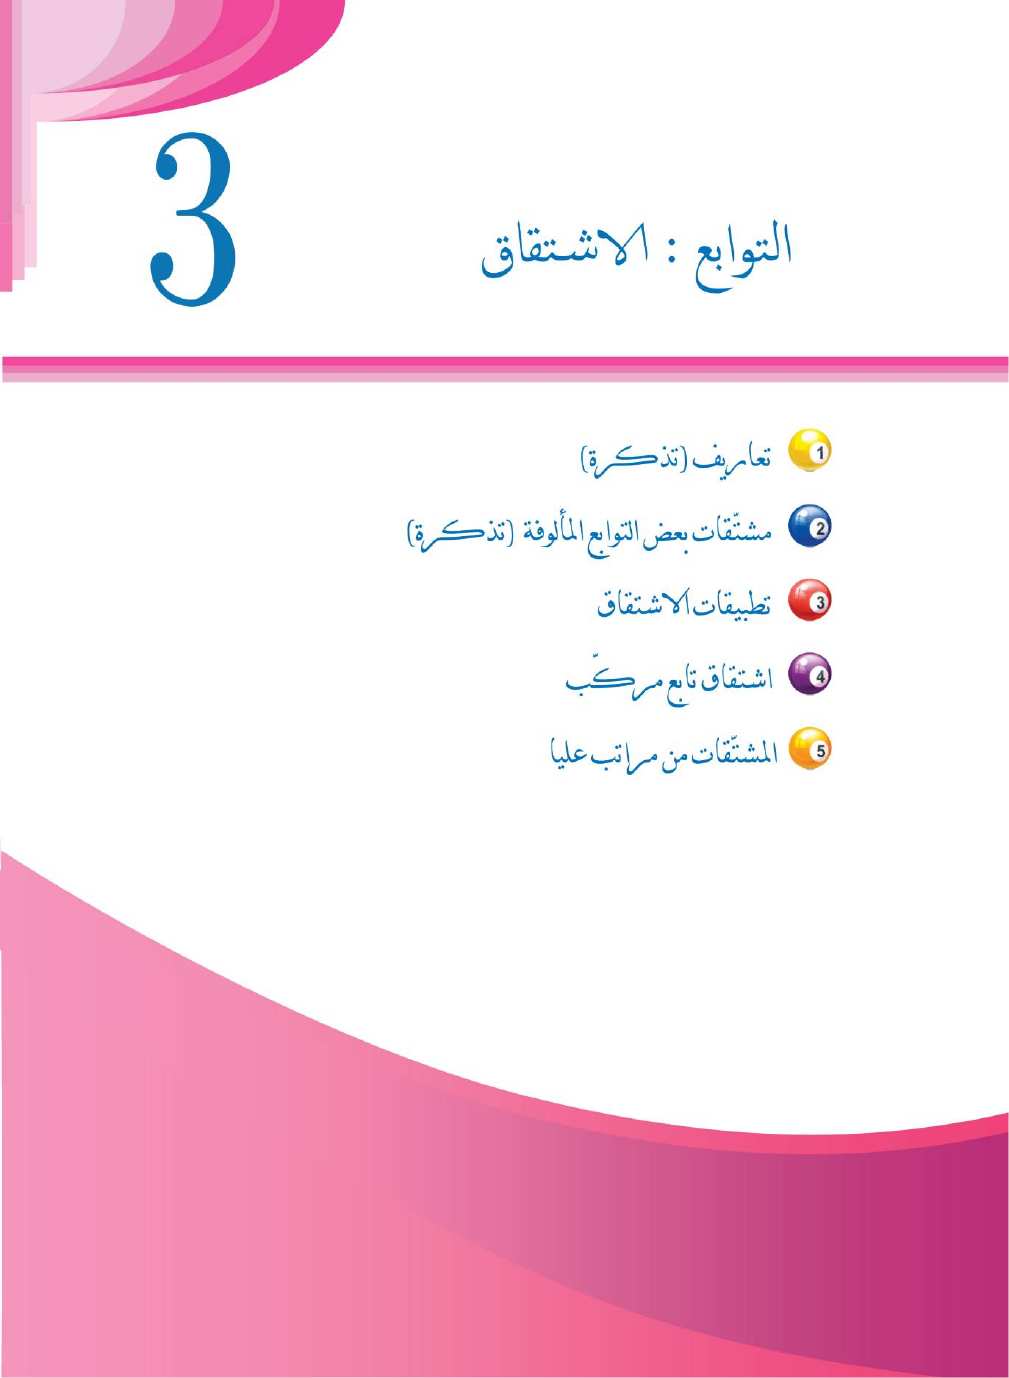 3
التوابع : الاشتقاق
1 تعاريف (تذكرة)
2 مشتّقات بعض التوابع المألوفة (تذكرة)
3 تطبيقات الاشتقاق
4 اشتقاق تابع مركّب
5 المشتّقات من مراتب عليا